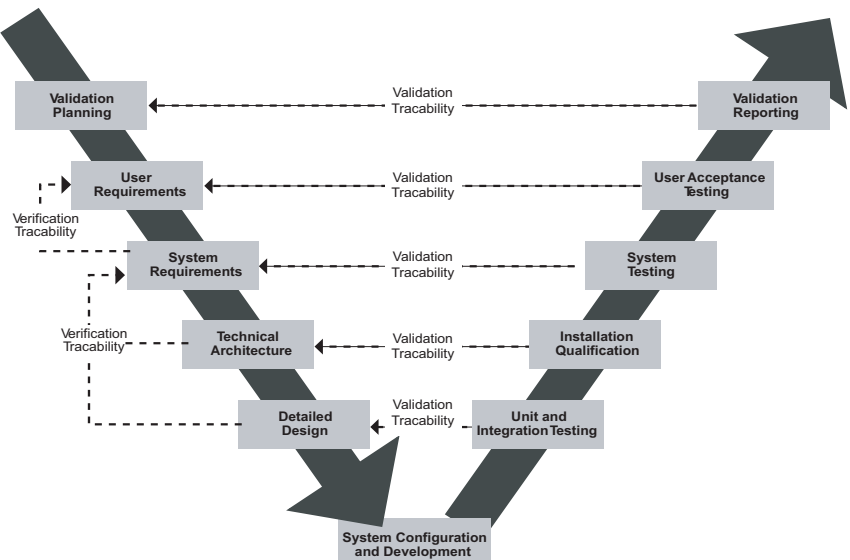 Validation
Planning
Validation
Tracability
Validation
Reporting
User
Requirements
Validation
Tracability
User Acceptance
Testing
Verification
Tracability
System
Requirements
Validation
Tracability
System
Testing
Verification
Tracability
Technical
Architecture
Validation
Tracability
Installation
Qualification
Detailed
Design
Validation
Tracability
Unit and
Integration Testing
System Configuration
and Development